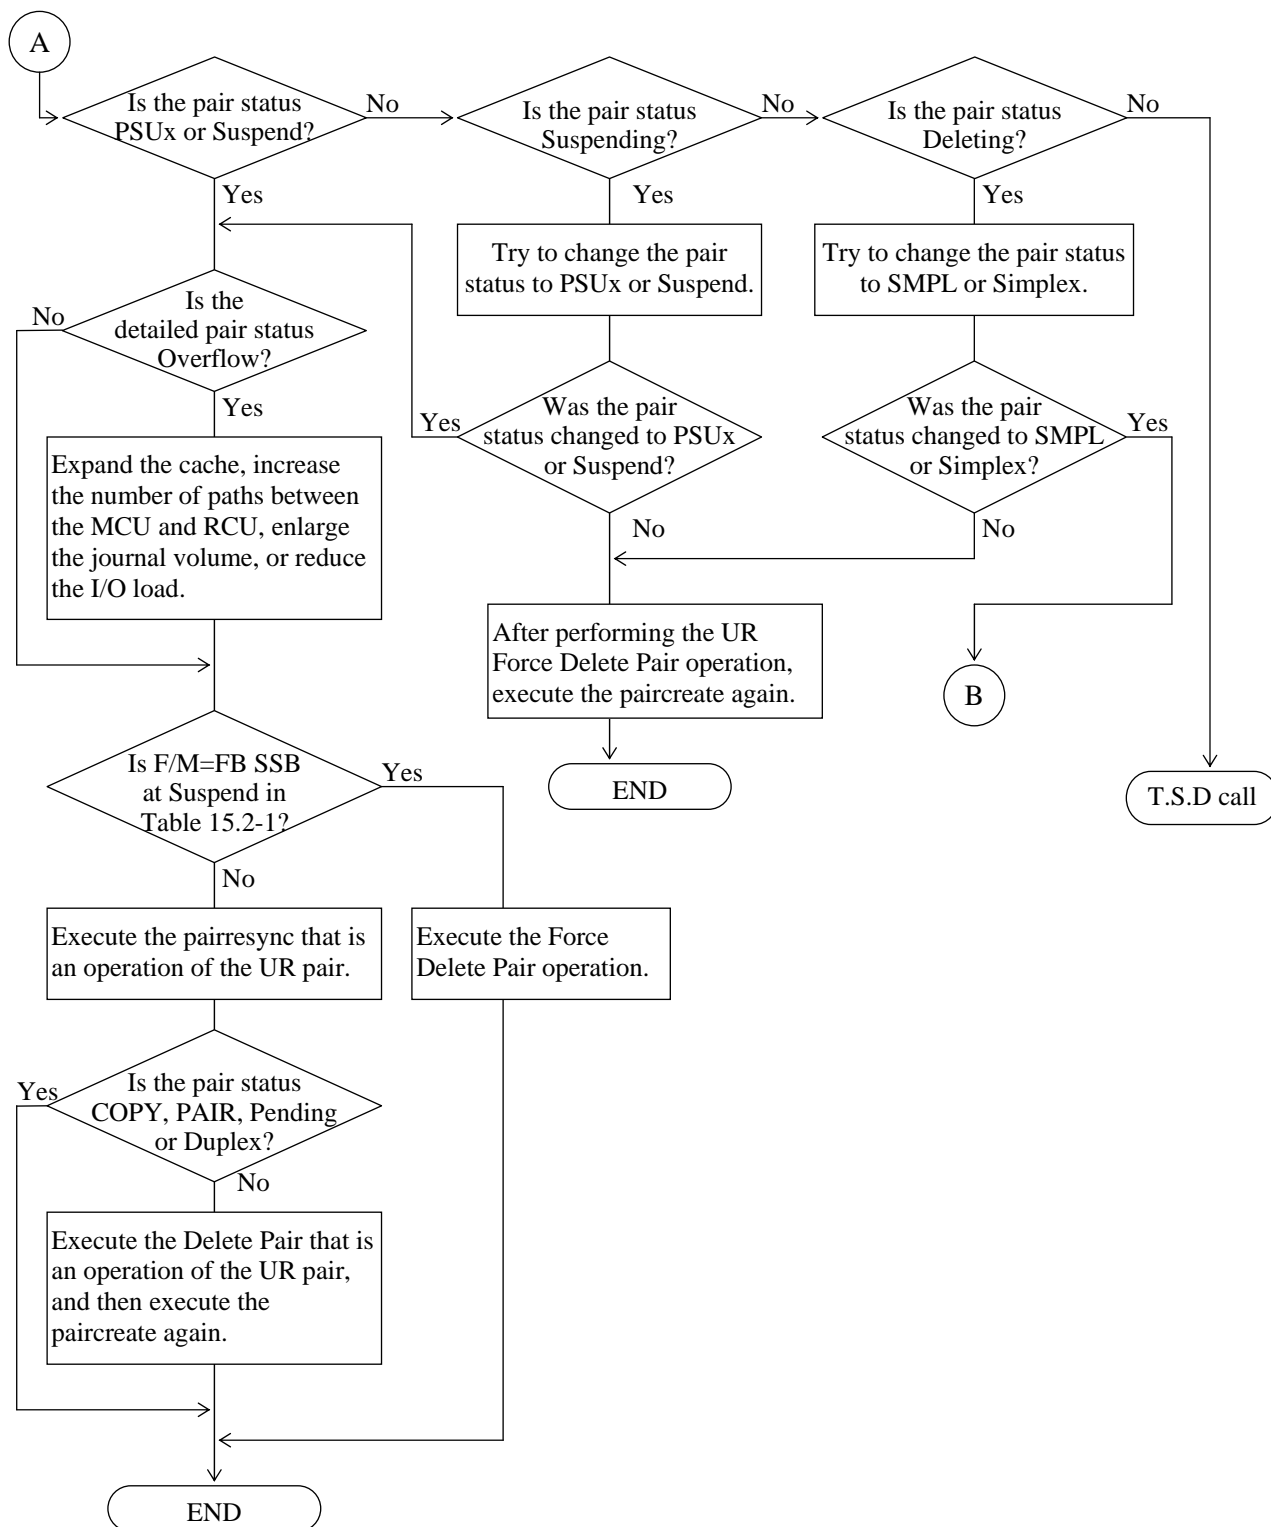 A
Is the pair status
PSUx or Suspend?
No
Is the pair status
Suspending?
No
Is the pair status
Deleting?
No
Yes
Yes
Yes
Try to change the pair
status to PSUx or Suspend.
Try to change the pair status
to SMPL or Simplex.
No
Is the
detailed pair status
Overflow?
Yes
Yes
Was the pair
status changed to PSUx
or Suspend?
Was the pair
status changed to SMPL
or Simplex?
Yes
Expand the cache, increase
the number of paths between
the MCU and RCU, enlarge
the journal volume, or reduce
the I/O load.
No
No
After performing the UR
Force Delete Pair operation,
execute the paircreate again.
B
END
T.S.D call
Is F/M=FB SSB
at Suspend in
Table 15.2-1?
Yes
No
Execute the pairresync that is
an operation of the UR pair.
Execute the Force
Delete Pair operation.
Yes
Is the pair status
COPY, PAIR, Pending
or Duplex?
No
Execute the Delete Pair that is
an operation of the UR pair,
and then execute the
paircreate again.
END